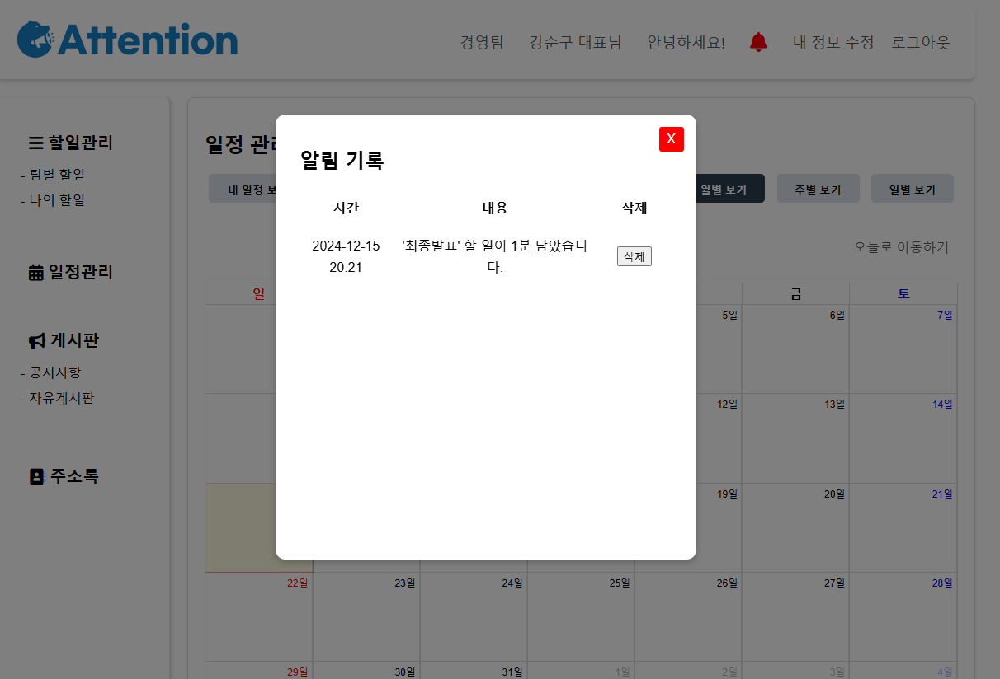 Attention
경영팀 강순구 대표님 안녕하세요! 내 정보 수정 로그아웃
할일관리
- 팀별 할일
- 나의 할일
일정관리
게시판
- 공지사항
- 자유게시판
주소록
일정 관리
내 일정 보
월별 보기 주별 보기 일별 보기
오늘로 이동하기
X
알림 기록
시간 내용 삭제
2024-12-15
20:21
'최종발표' 할 일이 1분 남았습니
다.
삭제
일 금 토
5일 6일 7일
12일 13일 14일
19일 20일 21일
22일 23일 24일 25일 26일 27일 28일
29일 30일 31일 1일 2일 3일 4일